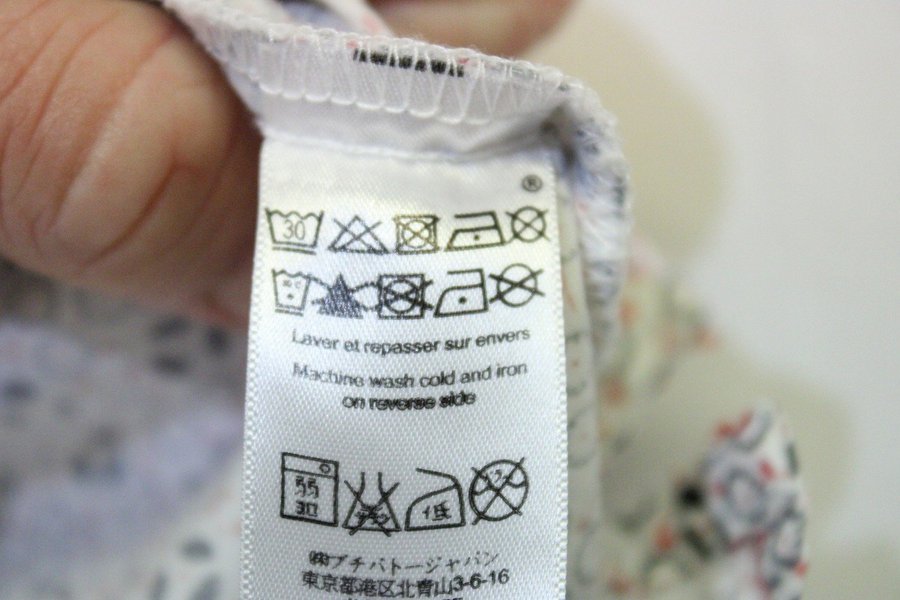 ®
30
Laver et repasser sur envers
Machine wash cold and iron
on reverse side
弱
30
低
㈱プチバトージャパン
東京都港区北青山3-6-16